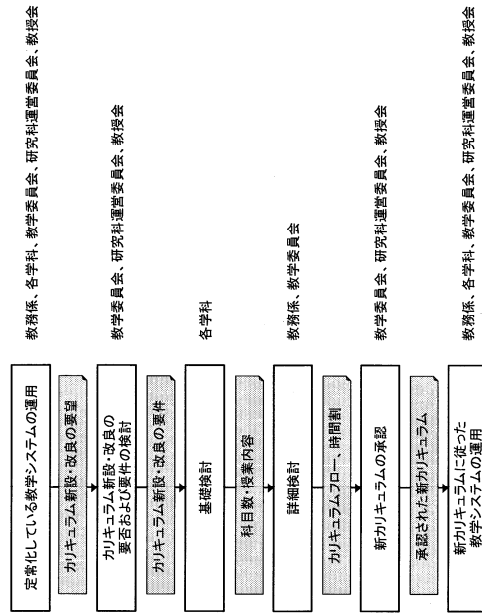 定常化している教学システムの運用
教務係、各学科、教学委員会、研究科運営委員会、教授会
カリキュラム新設・改良の要望
カリキュラム新設・改良の
要否および要件の検討
教学委員会、研究科運営委員会、教授会
カリキュラム新設・改良の要件
基礎検討
各学科
科目数・授業内容
詳細検討
教務係、教学委員会
カリキュラムフロー、時間割
新カリキュラムの承認
教学委員会、研究科運営委員会、教授会
承認された新カリキュラム
新カリキュラムに従った
教学システムの運用
教務係、各学科、教学委員会、研究科運営委員会、教授会